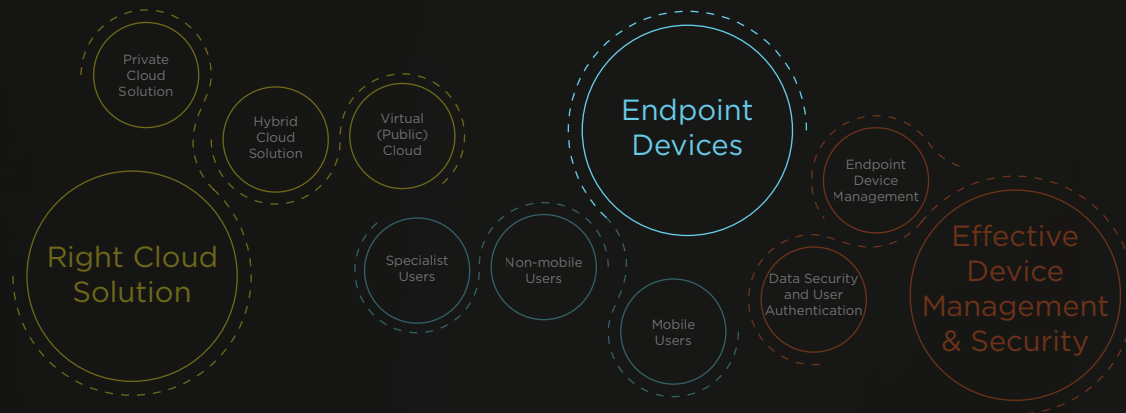 Private
Cloud
Solution
Hybrid
Cloud
Solution
Virtual
(Public)
Cloud
Right Cloud
Solution
Endpoint
Devices
Specialist
Users
Non-mobile
Users
Mobile
Users
Endpoint
Device
Management
Data Security
and User
Authentication
Effective
Device
Management
& Security